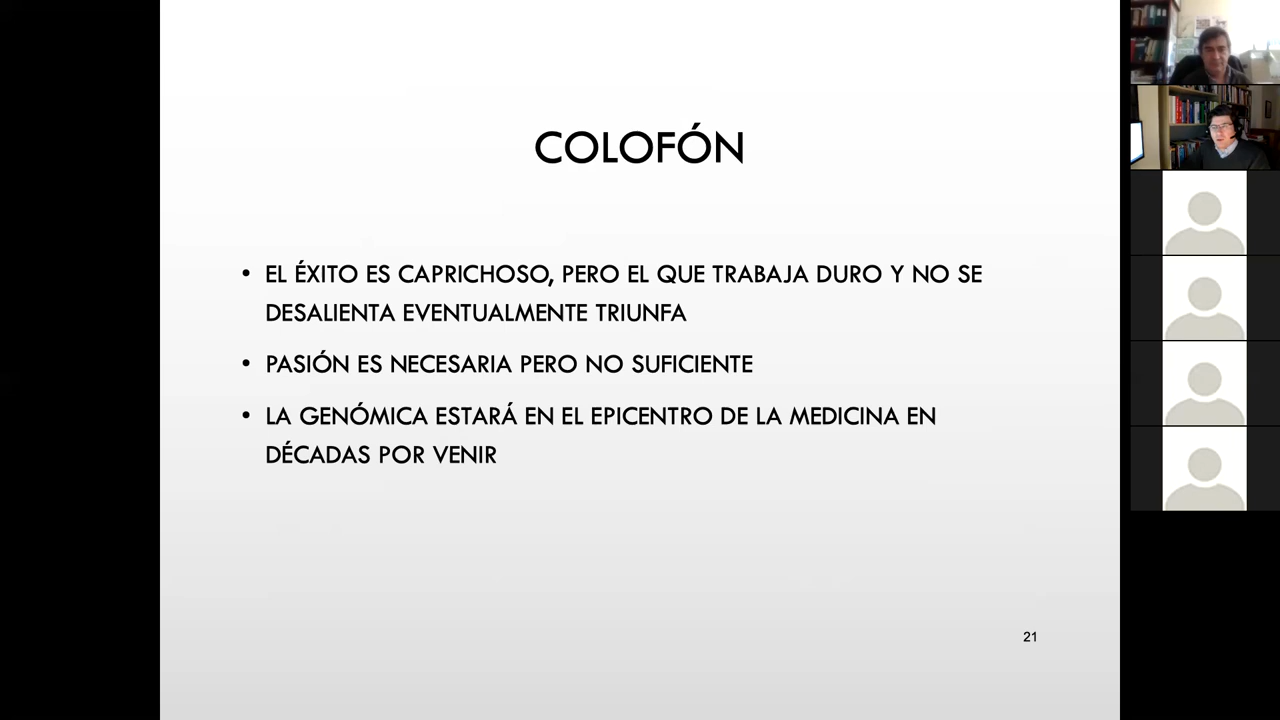 COLOFÓN
• EL ÉXITO ES CAPRICHOSO, PERO EL QUE TRABAJA DURO Y NO SE
DESALIENTA EVENTUALMENTE TRIUNFA
• PASIÓN ES NECESARIA PERO NO SUFICIENTE
• LA GENÓMICA ESTARÁ EN EL EPICENTRO DE LA MEDICINA EN
DÉCADAS POR VENIR
21